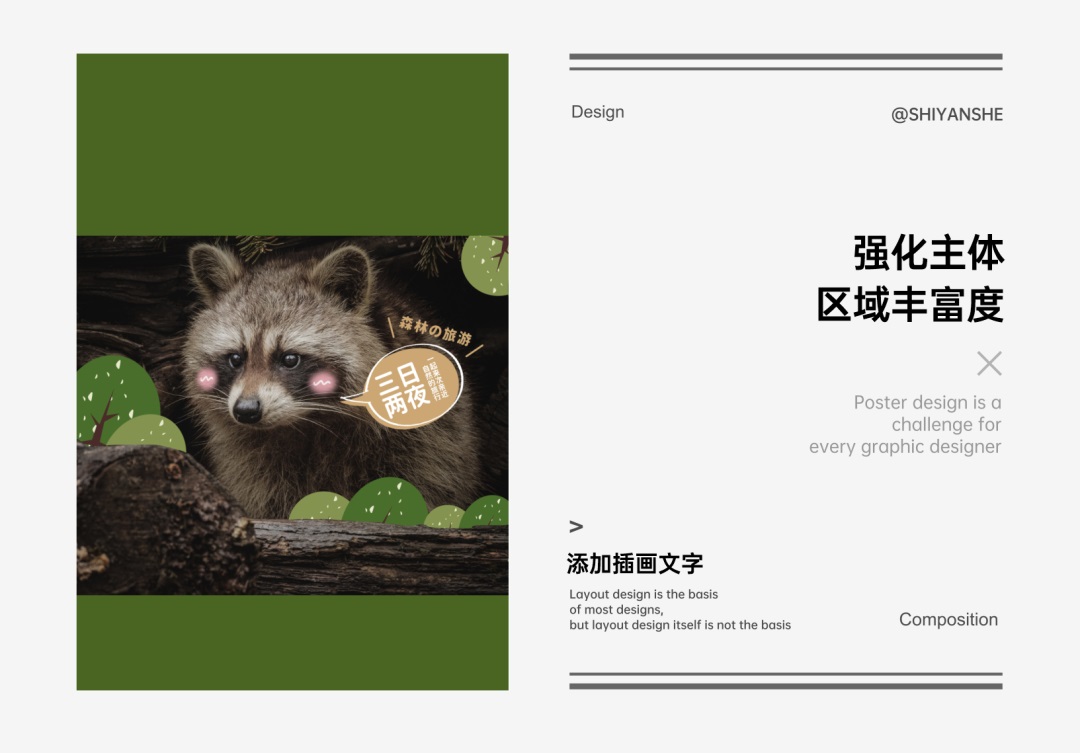 森林の旅游
三日
两夜
一起来次亲近
自然的旅行
Design
@SHIYANSHE
强化主体
区域丰富度
Poster design is a
challenge for
every graphic designer
>
添加插画文字
Layout design is the basis
of most designs,
but layout design itself is not the basis
Composition